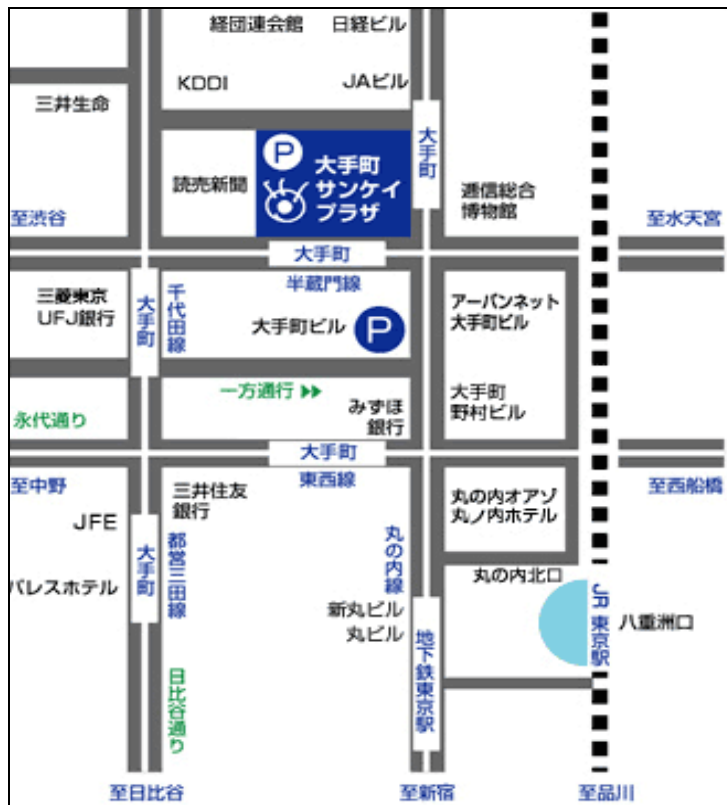 経団連会館
日経ビル
KDDI
JAビル
三井生命
大手町
P
大手町
サンケイ
プラザ
読売新聞
逓信総合
博物館
至渋谷
至水天宮
大手町
半蔵門線
三菱東京
UFJ銀行
大手町
千代田線
大手町ビル
P
アーバンネット
大手町ビル
一方通行 ▶▶
みずほ
銀行
大手町
野村ビル
永代通り
大手町
東西線
至中野
至西船橋
三井住友
銀行
丸の内オアゾ
丸ノ内ホテル
JFE
大手町
都営三田線
丸の内線
丸の内北口
パレスホテル
新丸ビル
丸ビル
地下鉄東京駅
JR 東京駅
八重洲口
日比谷通り
至日比谷
至新宿
至品川